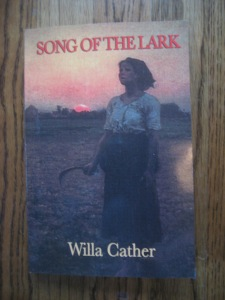 SONG OF THE LARK
Willa Cather